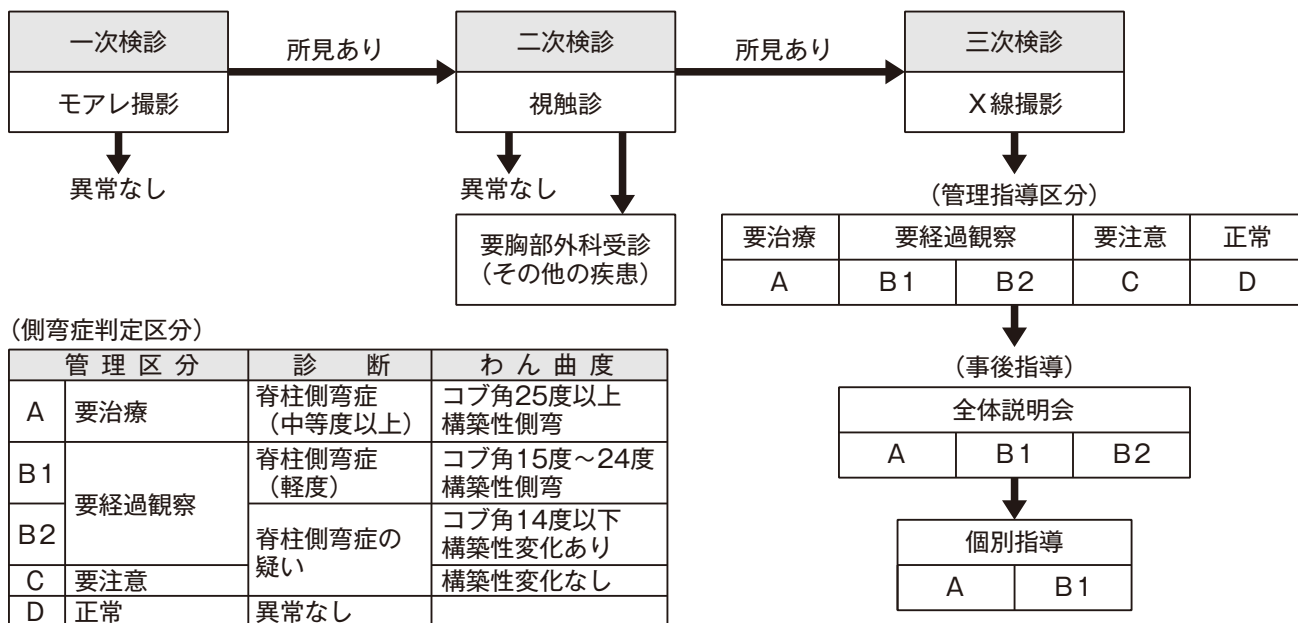 一次検診
所見あり
二次検診
所見あり
三次検診
モアレ撮影
視触診
X線撮影
異常なし
異常なし
要胸部外科受診
（その他の疾患）
（管理指導区分）
要治療 要経過観察 要注意 正常
A B1 B2 C D
（事後指導）
全体説明会
A B1 B2
個別指導
A B1
（側弯症判定区分）
管理区分 診断 わん曲度
A 要治療 脊柱側弯症 コブ角25度以上
（中等度以上） 構築性側弯
B1 脊柱側弯症 コブ角15度～24度
（軽度） 構築性側弯
要経過観察
B2 脊柱側弯症の コブ角14度以下
疑い 構築性変化あり
C 要注意 構築性変化なし
D 正常 異常なし